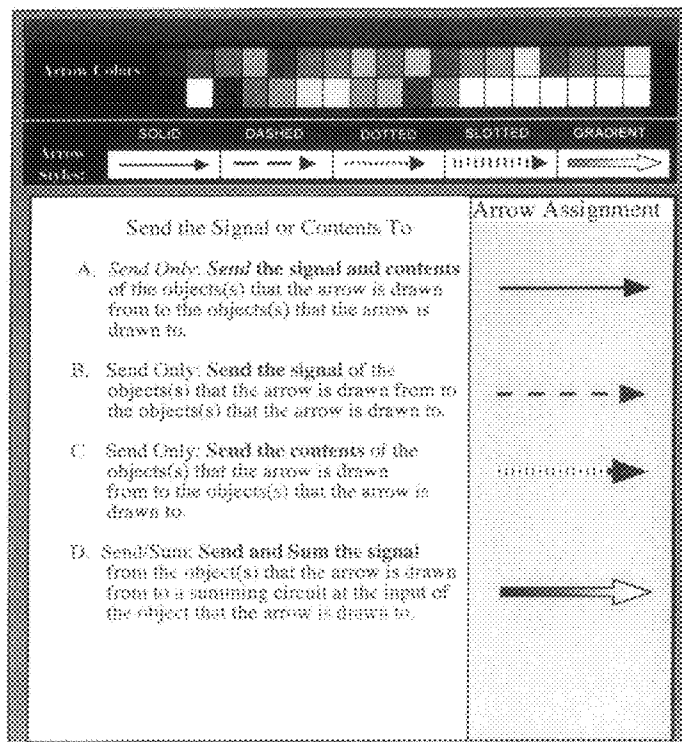 Arrow Colors
SOLID DASHED DOTTED SLOTTED GRADIENT
Arrow
Styles:
Send the Signal or Contents To
Arrow Assignment
A. Send Only: Send the signal and contents
of the objects(s) that the arrow is drawn
from to the objects(s) that the arrow is
drawn to.
B. Send Only: Send the signal of the
objects(s) that the arrow is drawn from to
the objects(s) that the arrow is drawn to.
C. Send Only: Send the contents of the
objects(s) that the arrow is drawn
from to the objects(s) that the arrow is
drawn to.
D. Send/Sum: Send and Sum the signal
from the object(s) that the arrow is drawn
from to a summing circuit at the input of
the object that the arrow is drawn to.